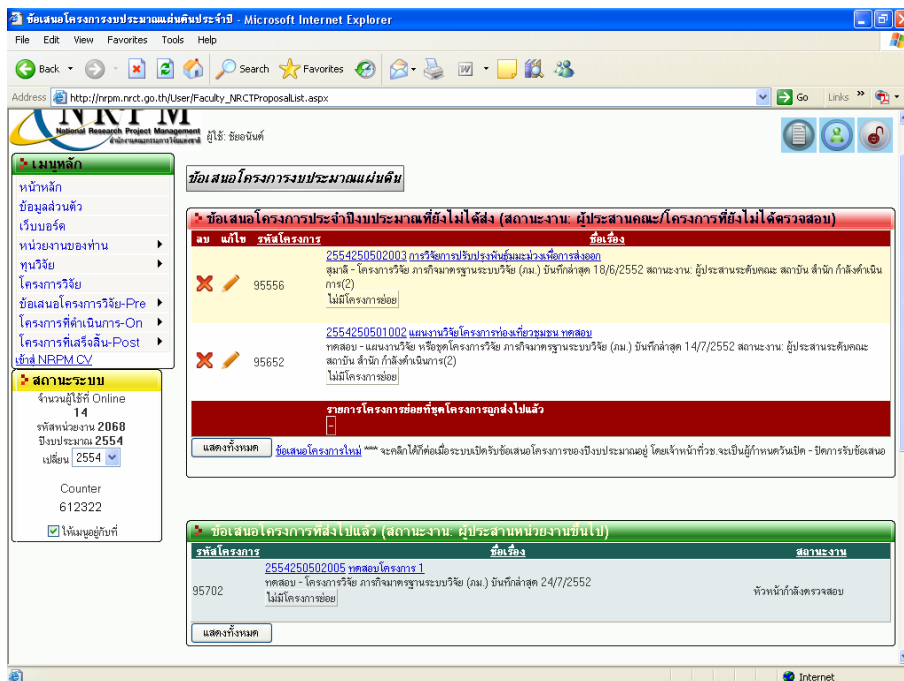 ข้อเสนอโครงการงบประมาณแผ่นดินประจำปี - Microsoft Internet Explorer
File Edit View Favorites Tools Help
Back Search Favorites
Address http://nrpm.nrct.go.th/User/Faculty_NRCTProposalList.aspx Go Links
NRPM
National Research Project Management
สำนักงานคณะกรรมการวิจัยแห่งชาติ
ผู้ใช้: ชัยอนันต์
เมนูหลัก
หน้าหลัก
ข้อมูลส่วนตัว
เว็บบอร์ด
หน่วยงานของท่าน
ทุนวิจัย
โครงการวิจัย
ข้อเสนอโครงการวิจัย-Pre
โครงการที่ดำเนินการ-On
โครงการที่เสร็จสิ้น-Post
เข้าสู่ NRPM CV
สถานะระบบ
จำนวนผู้ใช้ที่ Online
14
รหัสหน่วยงาน 2068
ปีงบประมาณ 2554
เปลี่ยน 2554
Counter
612322
ให้เมนูอยู่กับที่
ข้อเสนอโครงการงบประมาณแผ่นดิน
ข้อเสนอโครงการประจำปีงบประมาณที่ยังไม่ได้ส่ง (สถานะงาน: ผู้ประสานคณะ/โครงการที่ยังไม่ได้ตรวจสอบ)
ลบ แก้ไข รหัสโครงการ ชื่อเรื่อง
2554250502003 การวิจัยการปรับปรุงพันธุ์มะม่วงเพื่อการส่งออก
95556 สุมาลี - โครงการวิจัย ภารกิจมาตรฐานระบบวิจัย (ภม.) บันทึกล่าสุด 18/6/2552 สถานะงาน: ผู้ประสานระดับคณะ สถาบัน สำนัก กำลังดำเนิน
การ(2)
ไม่มีโครงการย่อย
2554250501002 แผนงานวิจัยโครงการท่องเที่ยวชุมชน ทดสอบ
95652 ทดสอบ - แผนงานวิจัย หรือชุดโครงการวิจัย ภารกิจมาตรฐานระบบวิจัย (ภม.) บันทึกล่าสุด 14/7/2552 สถานะงาน: ผู้ประสานระดับคณะ
สถาบัน สำนัก กำลังดำเนินการ(2)
ไม่มีโครงการย่อย
รายการโครงการย่อยที่ชุดโครงการถูกส่งไปแล้ว
-
แสดงทั้งหมด ข้อเสนอโครงการใหม่ *** จะคลิกได้ก็ต่อเมื่อระบบเปิดรับข้อเสนอโครงการของปีงบประมาณอยู่ โดยเจ้าหน้าที่วช.จะเป็นผู้กำหนดวันเปิด - ปิดการรับข้อเสนอ
ข้อเสนอโครงการที่ส่งไปแล้ว (สถานะงาน: ผู้ประสานหน่วยงานขึ้นไป)
รหัสโครงการ ชื่อเรื่อง สถานะงาน
2554250502005 ทดสอบโครงการ 1
95702 ทดสอบ - โครงการวิจัย ภารกิจมาตรฐานระบบวิจัย (ภม.) บันทึกล่าสุด 24/7/2552 หัวหน้ากำลังตรวจสอบ
ไม่มีโครงการย่อย
แสดงทั้งหมด
Internet